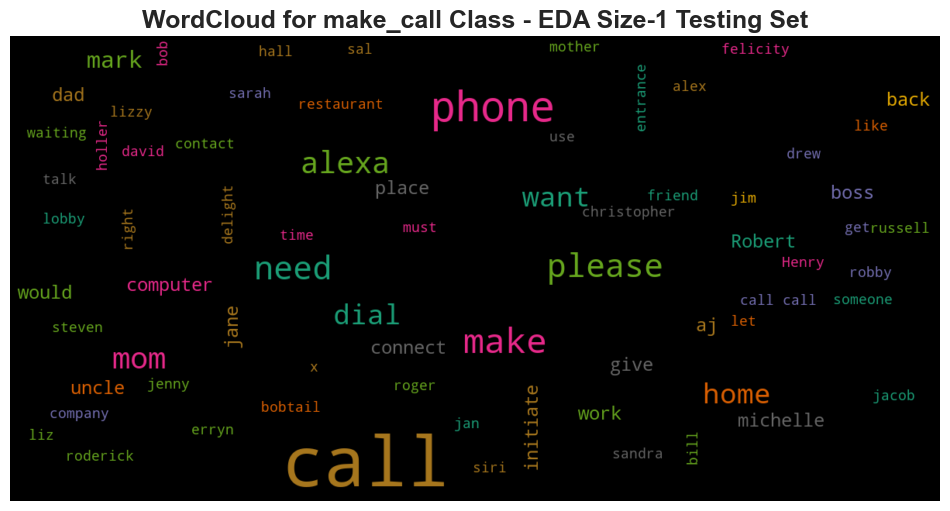 WordCloud for make_call Class - EDA Size-1 Testing Set
mark
bob
hall
sal
mother
felicity
dad
lizzy
sarah
restaurant
phone
entrance
alex
back
waiting
holler
david
contact
alexa
use
like
drew
talk
place
want
friend
christopher
jim
boss
lobby
right
delight
time
must
Robert
get
russell
need
please
Henry
robby
would
computer
call call
someone
steven
jane
dial
connect
make
aj
let
mom
x
give
uncle
jenny
roger
home
jacob
company
bobtail
jan
initiate
work
michelle
liz
erryn
roderick
call
siri
sandra
bill